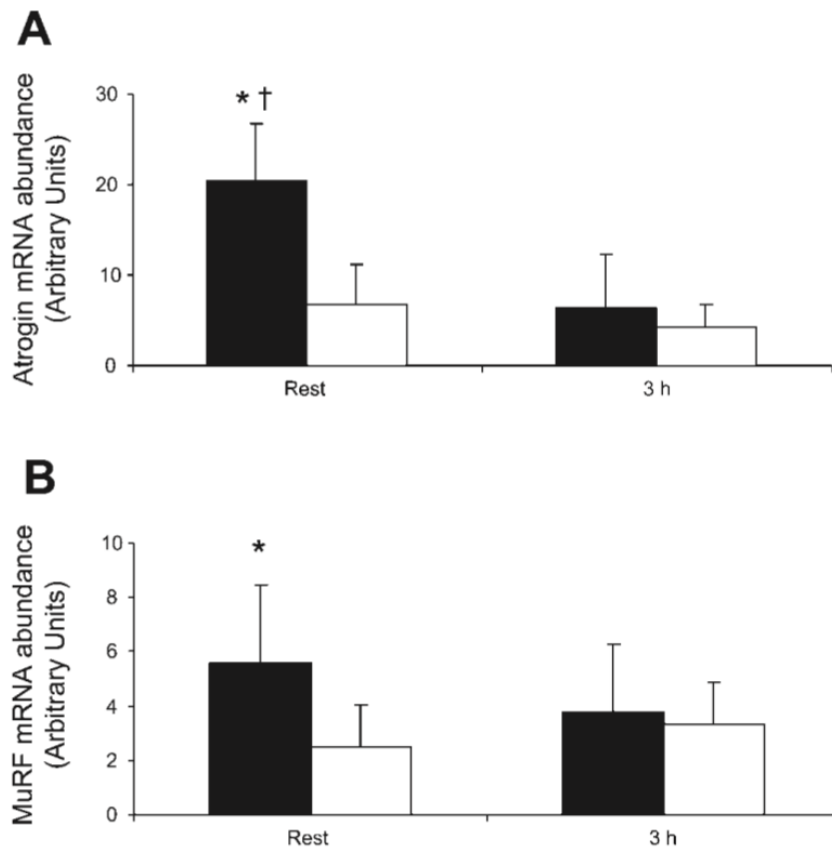 A
Atrogin mRNA abundance
(Arbitrary Units)
30
20
10
0
* †
Rest
3 h
B
MuRF mRNA abundance
(Arbitrary Units)
10
8
6
4
2
0
*
Rest
3 h